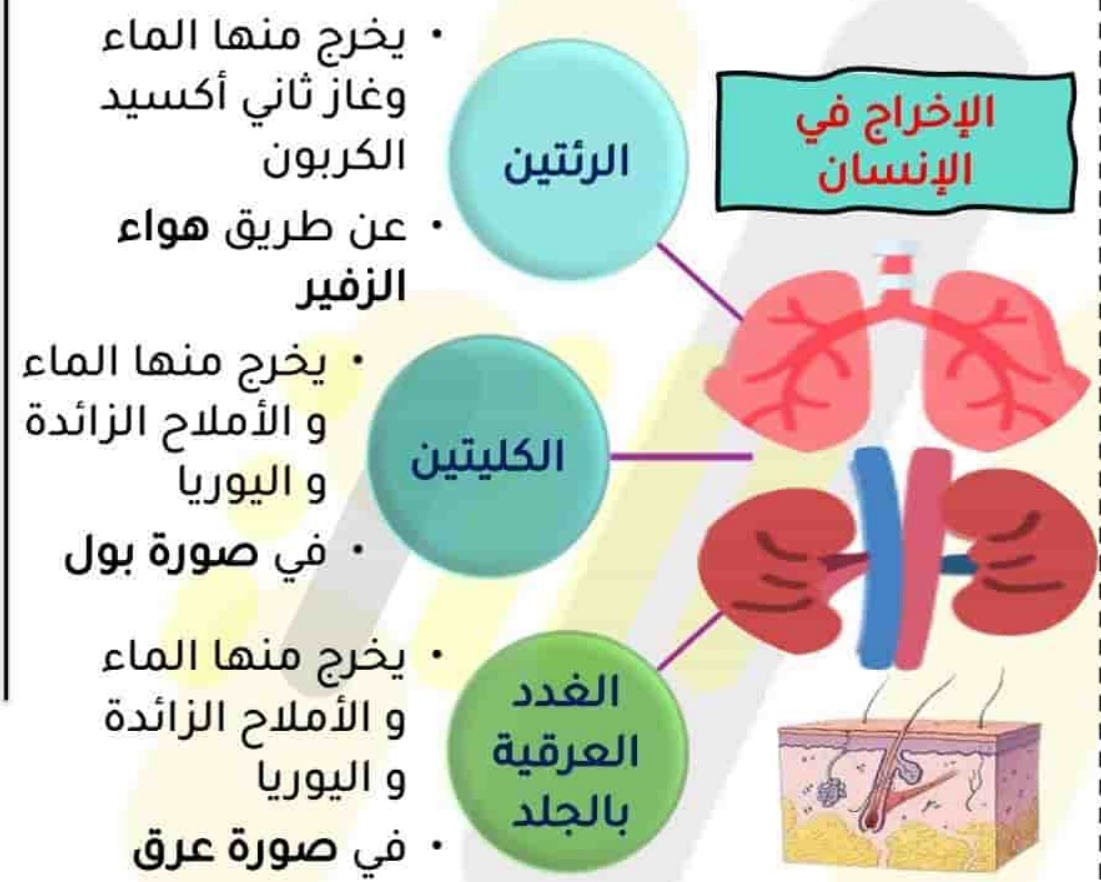 الإخراج في
الإنسان
الرئتين
• يخرج منها الماء
وغاز ثاني أكسيد
الكربون
• عن طريق هواء
الزفير
الكليتين
• يخرج منها الماء
و الأملاح الزائدة
و اليوريا
• في صورة بول
الغدد
العرقية
بالجلد
• يخرج منها الماء
و الأملاح الزائدة
و اليوريا
• في صورة عرق